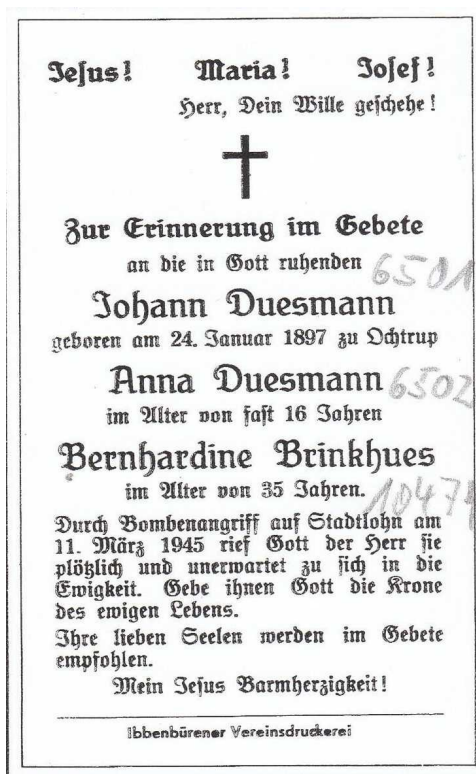 Jesus! Maria! Josef!
Herr, Dein Wille geschehe!
Zur Erinnerung im Gebete
an die in Gott ruhenden
6501
Johann Duesmann
geboren am 24. Januar 1897 zu Ochtrup
Anna Duesmann
6502
im Alter von fast 16 Jahren
Bernhardine Brinkhues
im Alter von 35 Jahren.
10471
Durch Bombenangriff auf Stadtlohn am
11. März 1945 rief Gott der Herr sie
plötzlich und unerwartet zu sich in die
Ewigkeit. Gebe ihnen Gott die Krone
des ewigen Lebens.
Ihre lieben Seelen werden im Gebete
empfohlen.
Mein Jesus Barmherzigkeit!
Ibbenbürener Vereinsdruckerei